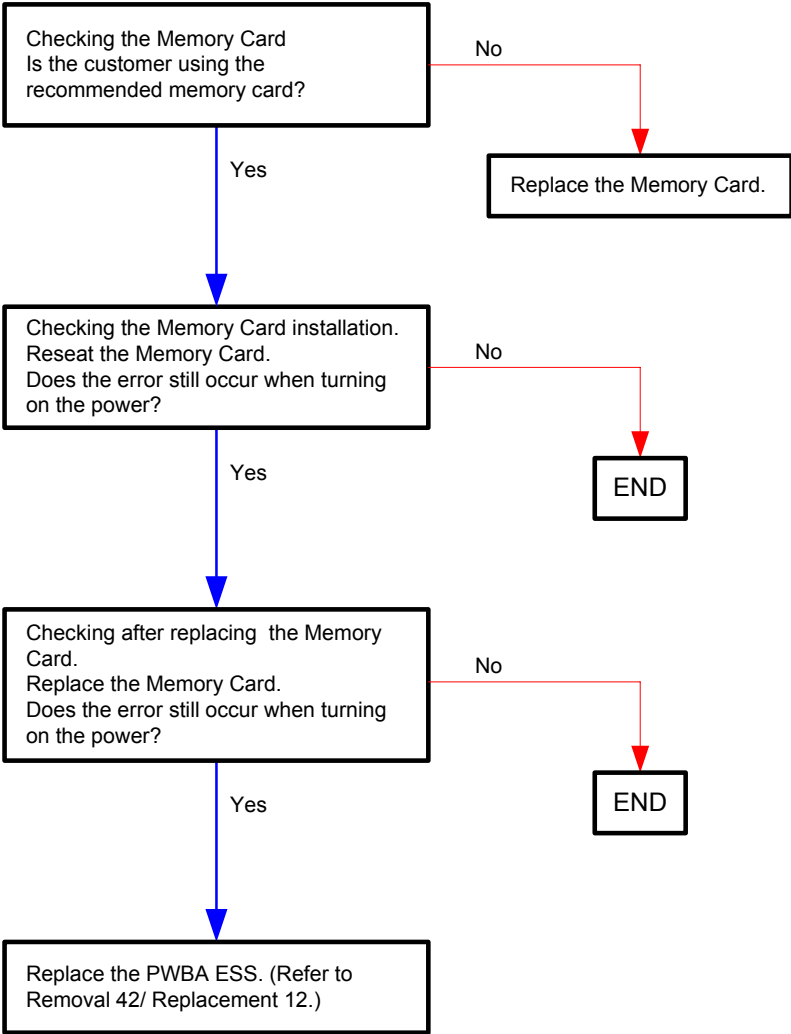 Checking the Memory Card
Is the customer using the
recommended memory card?
No
Yes
Replace the Memory Card.
Checking the Memory Card installation.
Reseat the Memory Card.
Does the error still occur when turning
on the power?
No
Yes
END
Checking after replacing  the Memory
Card.
Replace the Memory Card.
Does the error still occur when turning
on the power?
No
Yes
END
Replace the PWBA ESS. (Refer to
Removal 42/ Replacement 12.)